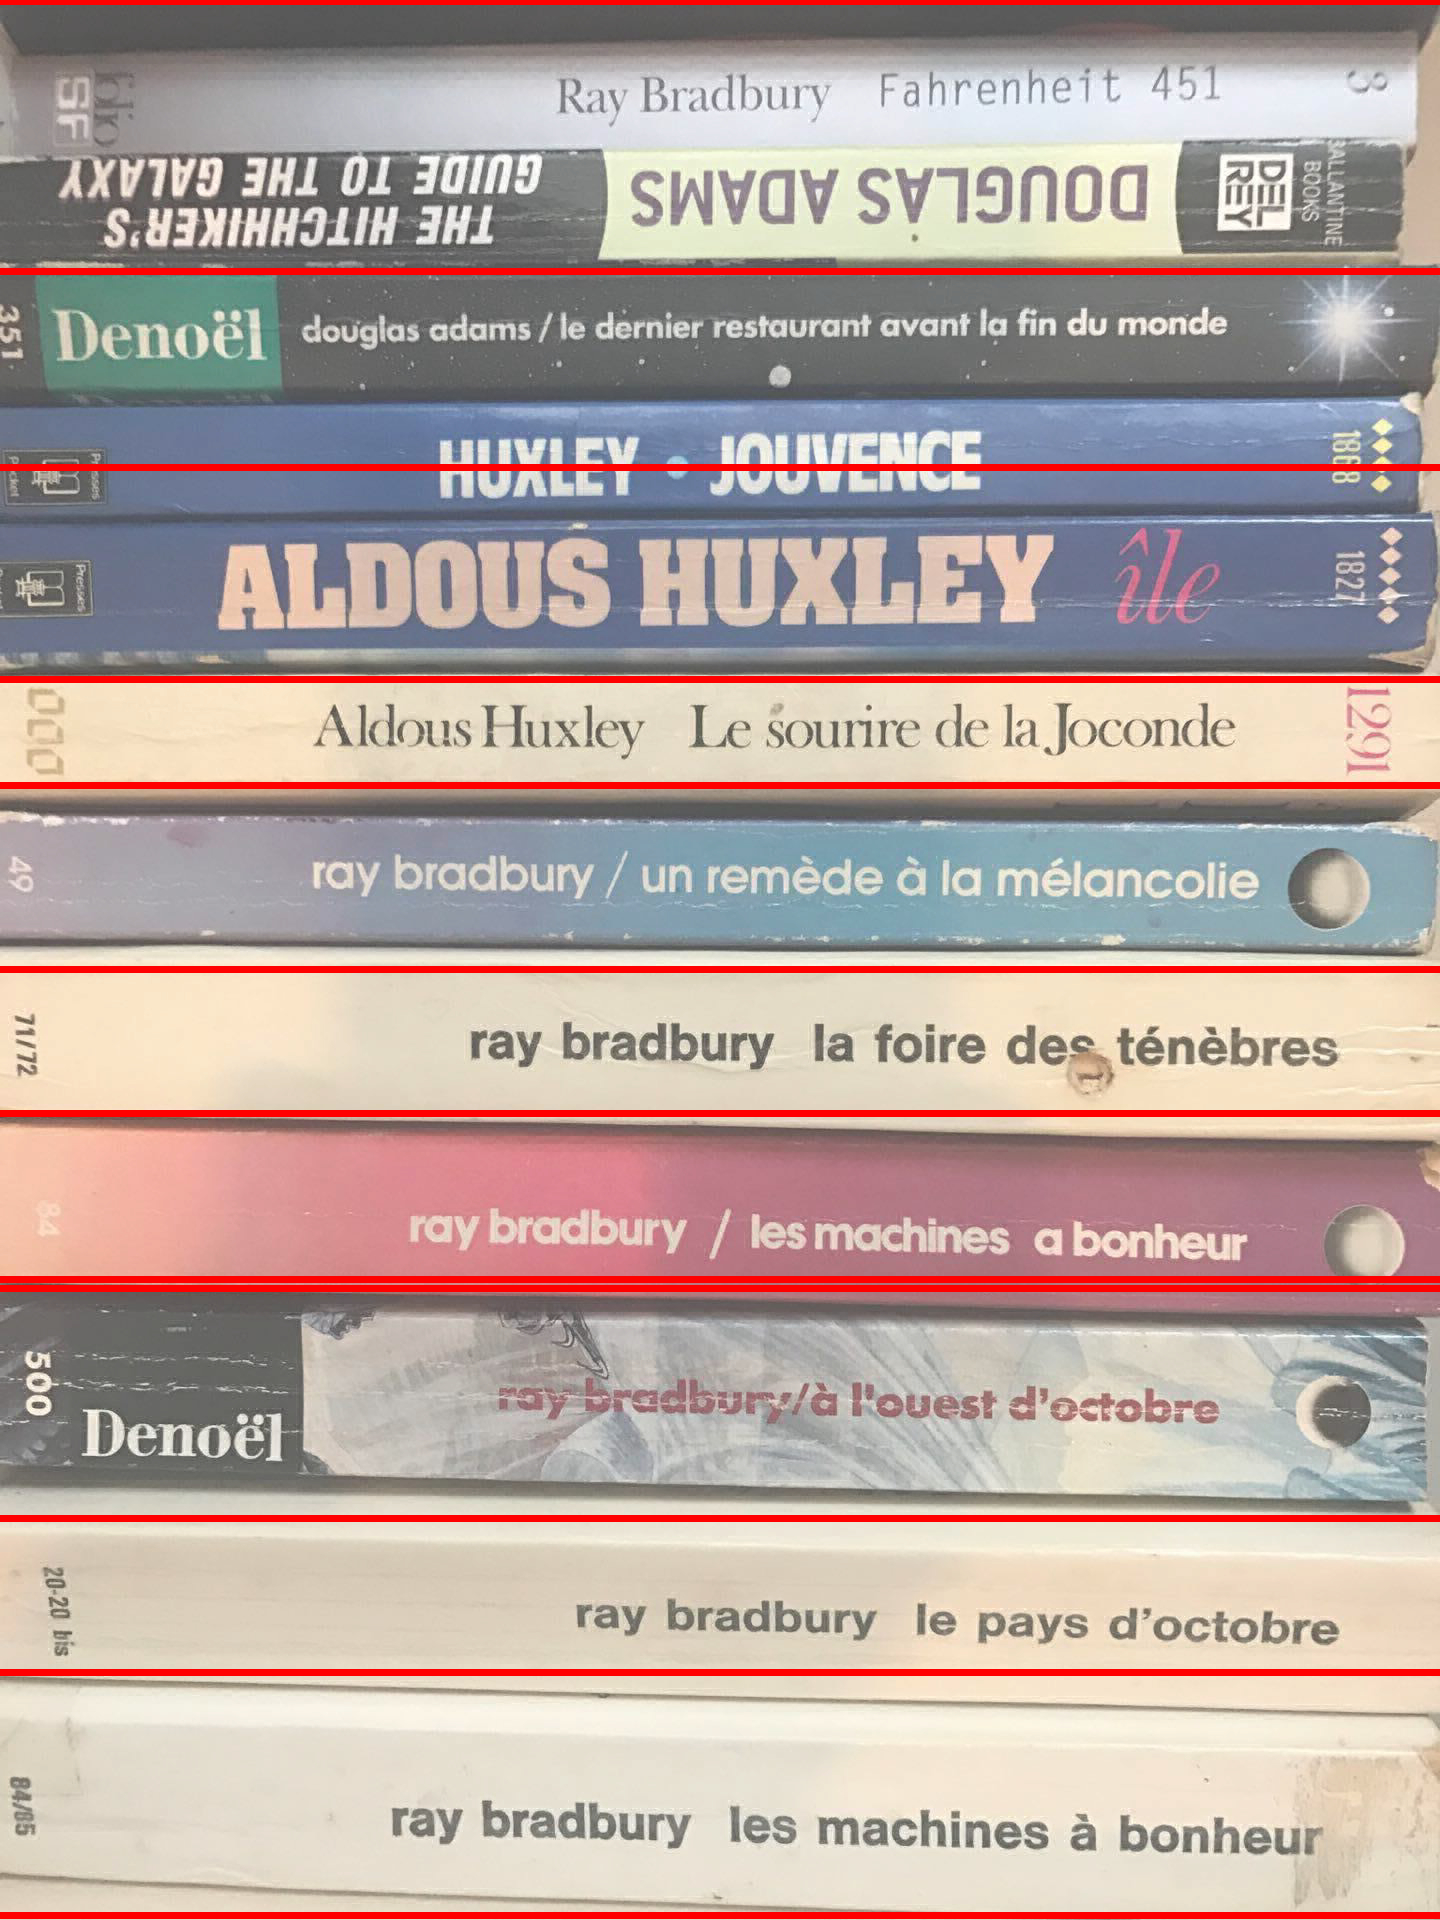 folio
SF
Ray Bradbury Fahrenheit 451
3
THE HITCHHIKER'S
GUIDE TO THE GALAXY
DOUGLAS ADAMS
DEL
REY
BALLANTINE
BOOKS
351
Denoël
douglas adams / le dernier restaurant avant la fin du monde
Presses
Pocket
HUXLEY • JOUVENCE
1868
Presses
ALDOUS HUXLEY île
1827
Aldous Huxley Le sourire de la Joconde
1291
49
ray bradbury / un remède à la mélancolie
71/72
ray bradbury la foire des ténèbres
84
ray bradbury / les machines a bonheur
500
Denoël
ray bradbury/à l'ouest d'octobre
20-20 bis
ray bradbury le pays d'octobre
84/85
ray bradbury les machines à bonheur